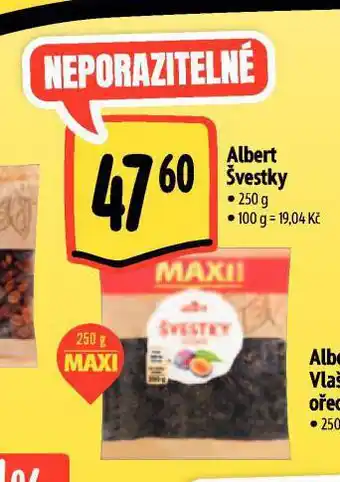 NEPORAZITELNÉ
47 60
Albert
Švestky
• 250 g
• 100 g = 19,04 Kč
MAXI!
ŠVESTKY
250 g
MAXI
Albe
Vlaš
ořec
• 250